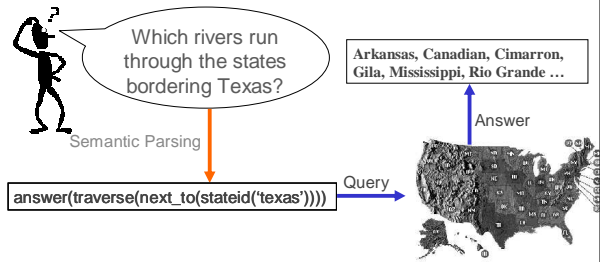 ?
Which rivers run
through the states
bordering Texas?
Arkansas, Canadian, Cimarron,
Gila, Mississippi, Rio Grande …
Semantic Parsing
Answer
answer(traverse(next_to(stateid(‘texas’))))
Query